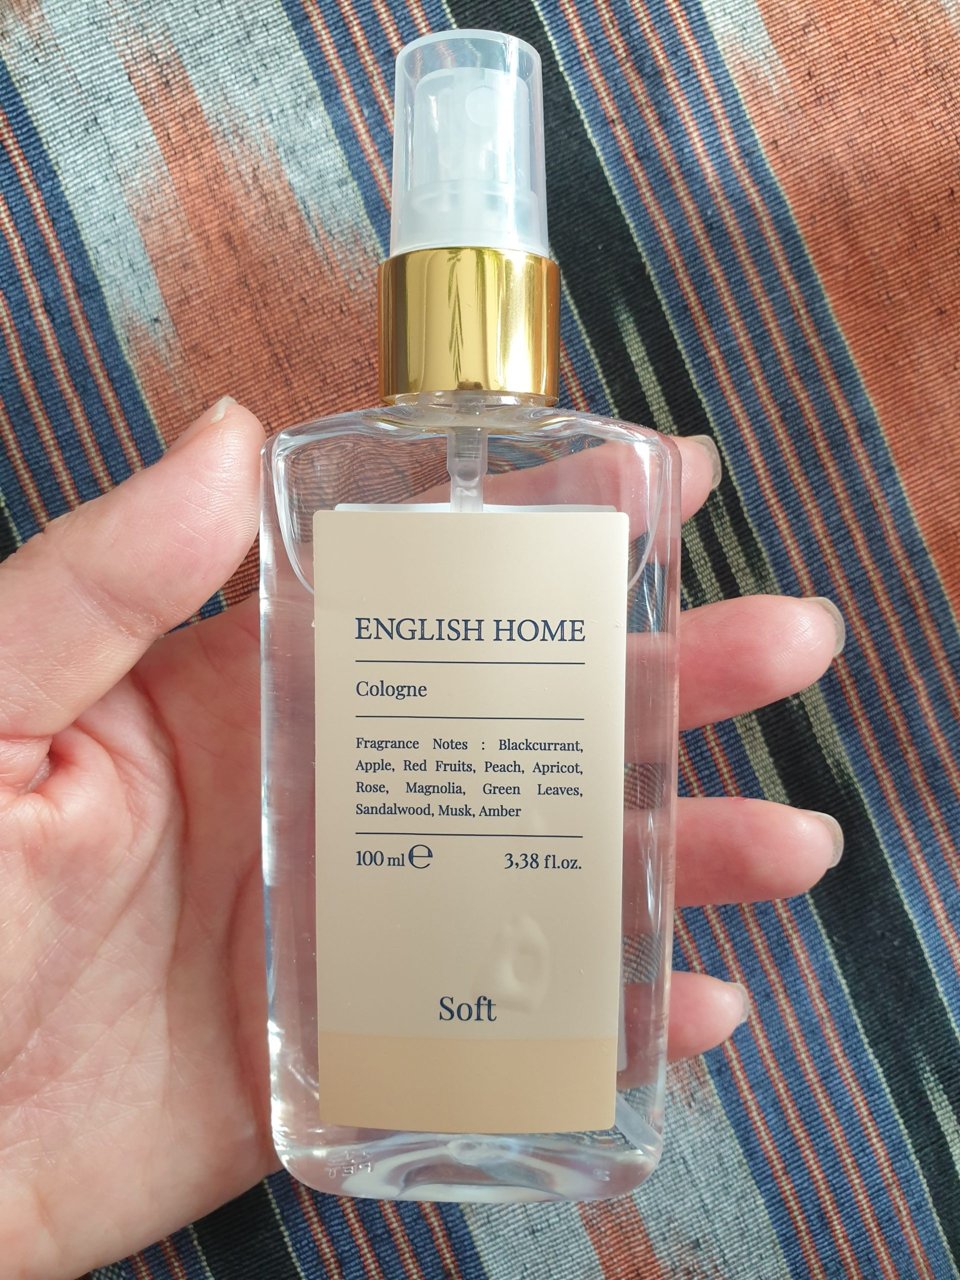 ENGLISH HOME
Cologne
Fragrance Notes : Blackcurrant,
Apple, Red Fruits, Peach, Apricot,
Rose, Magnolia, Green Leaves,
Sandalwood, Musk, Amber
100 ml ℮ 3,38 fl.oz.
Soft